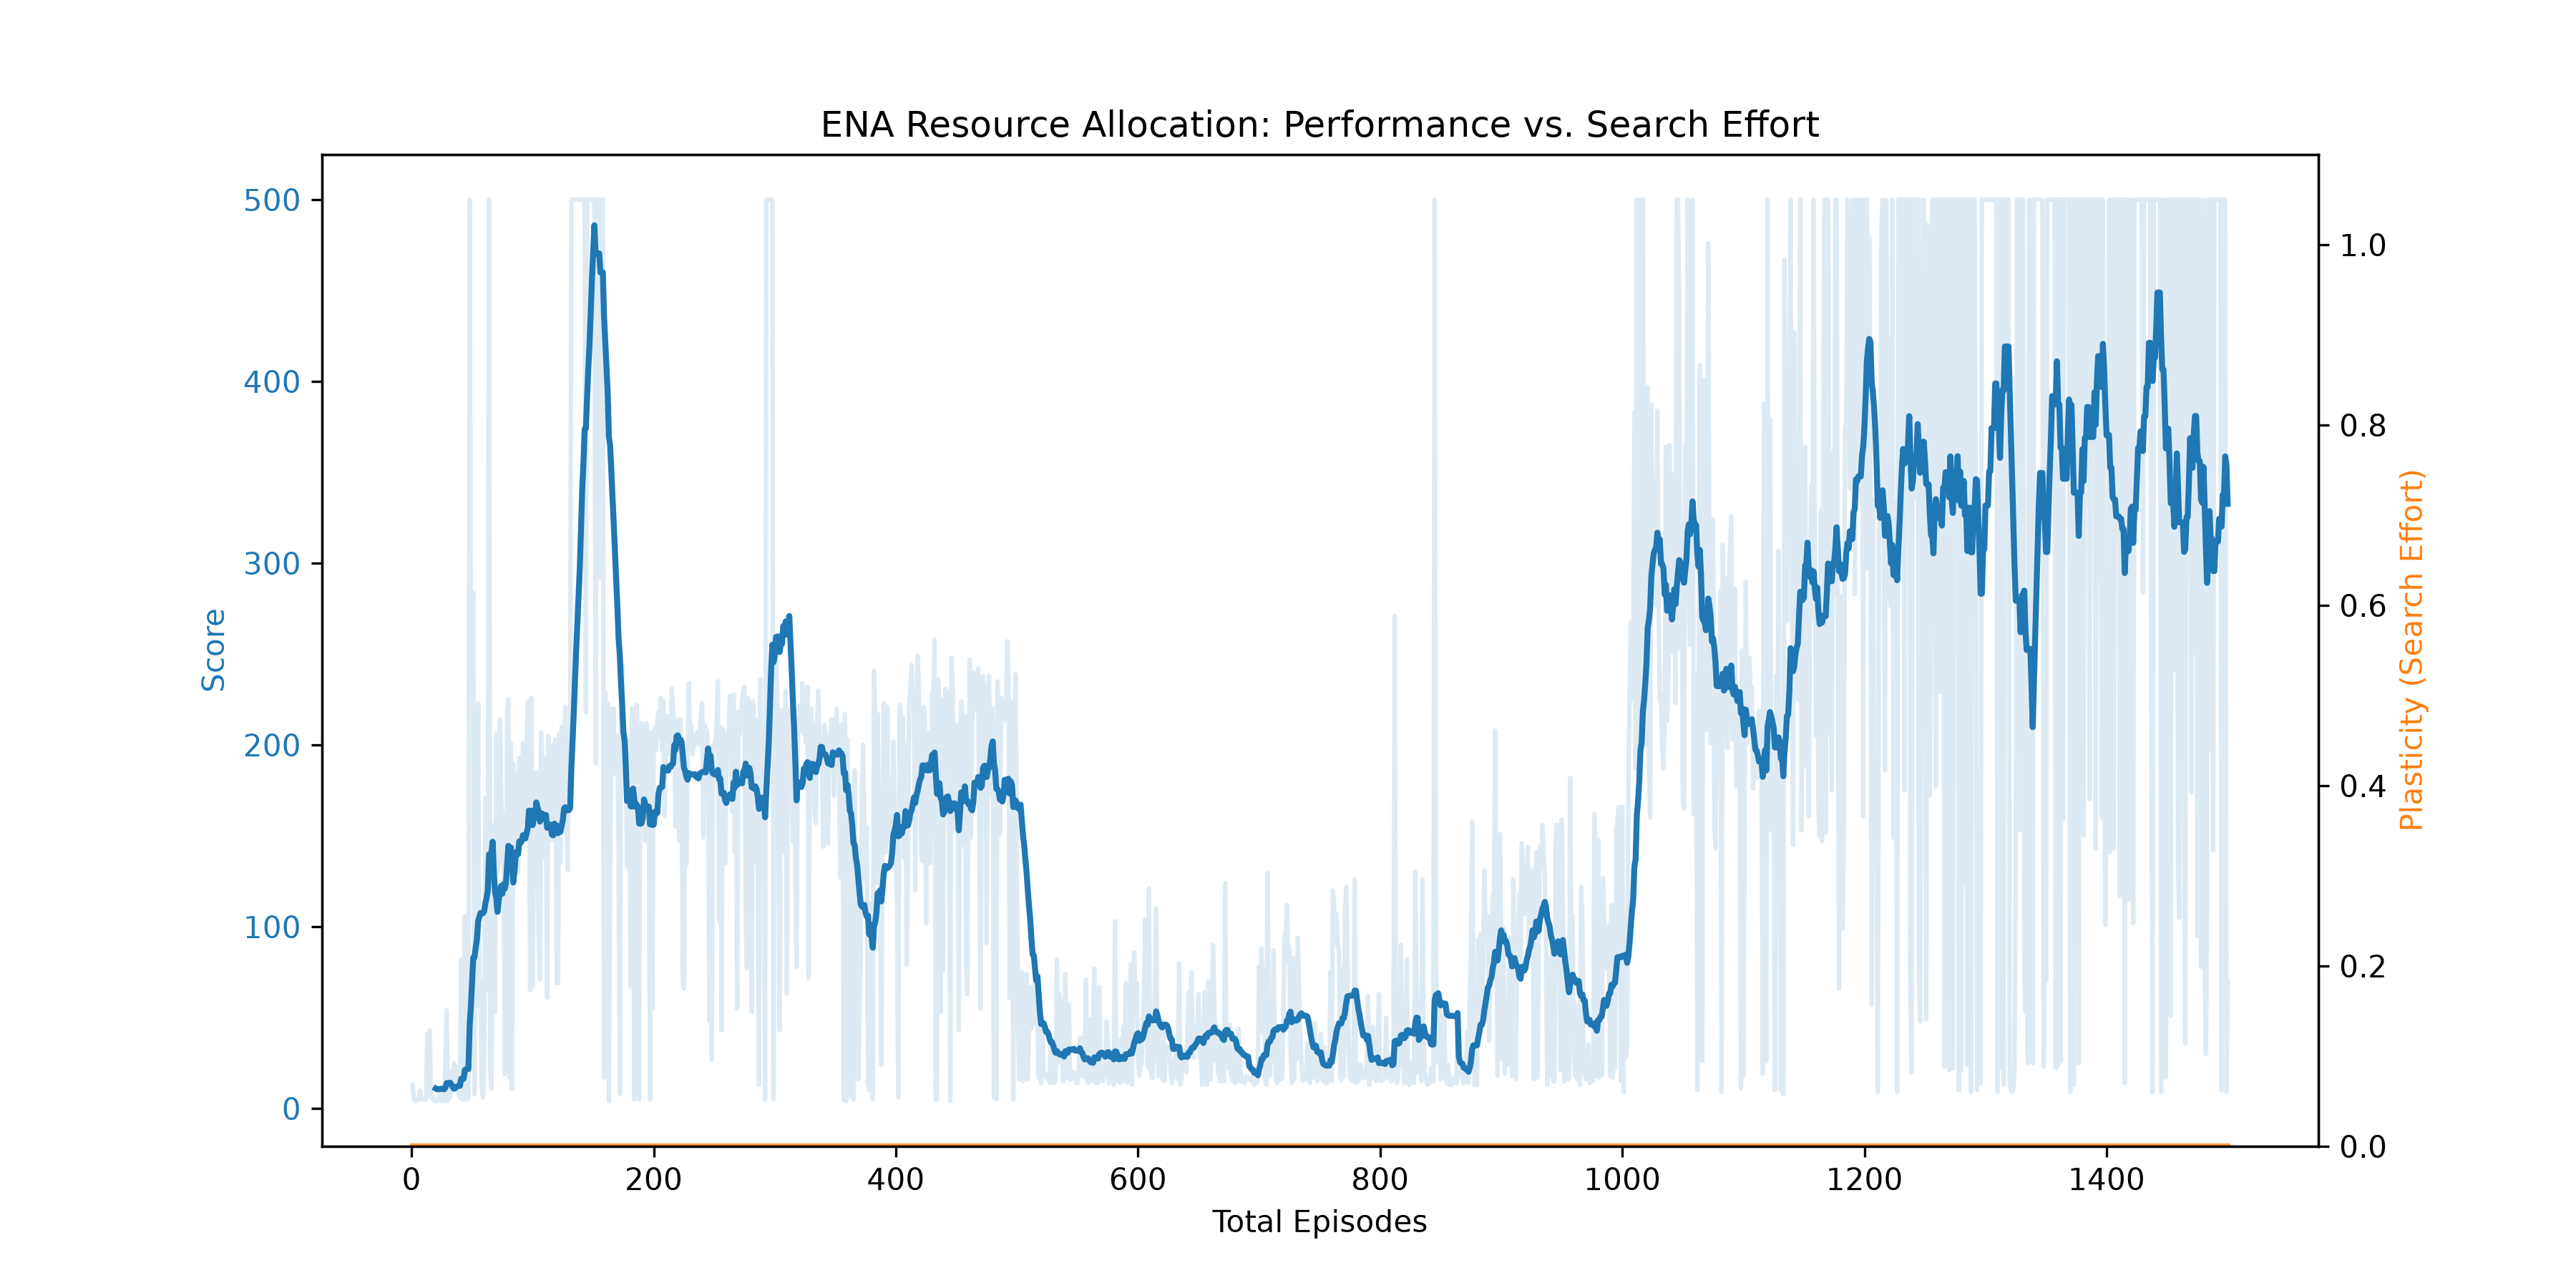 ENA Resource Allocation: Performance vs. Search Effort
500
400
300
200
100
0
Score
1.0
0.8
0.6
0.4
0.2
0.0
Plasticity (Search Effort)
0 200 400 600 800 1000 1200 1400
Total Episodes